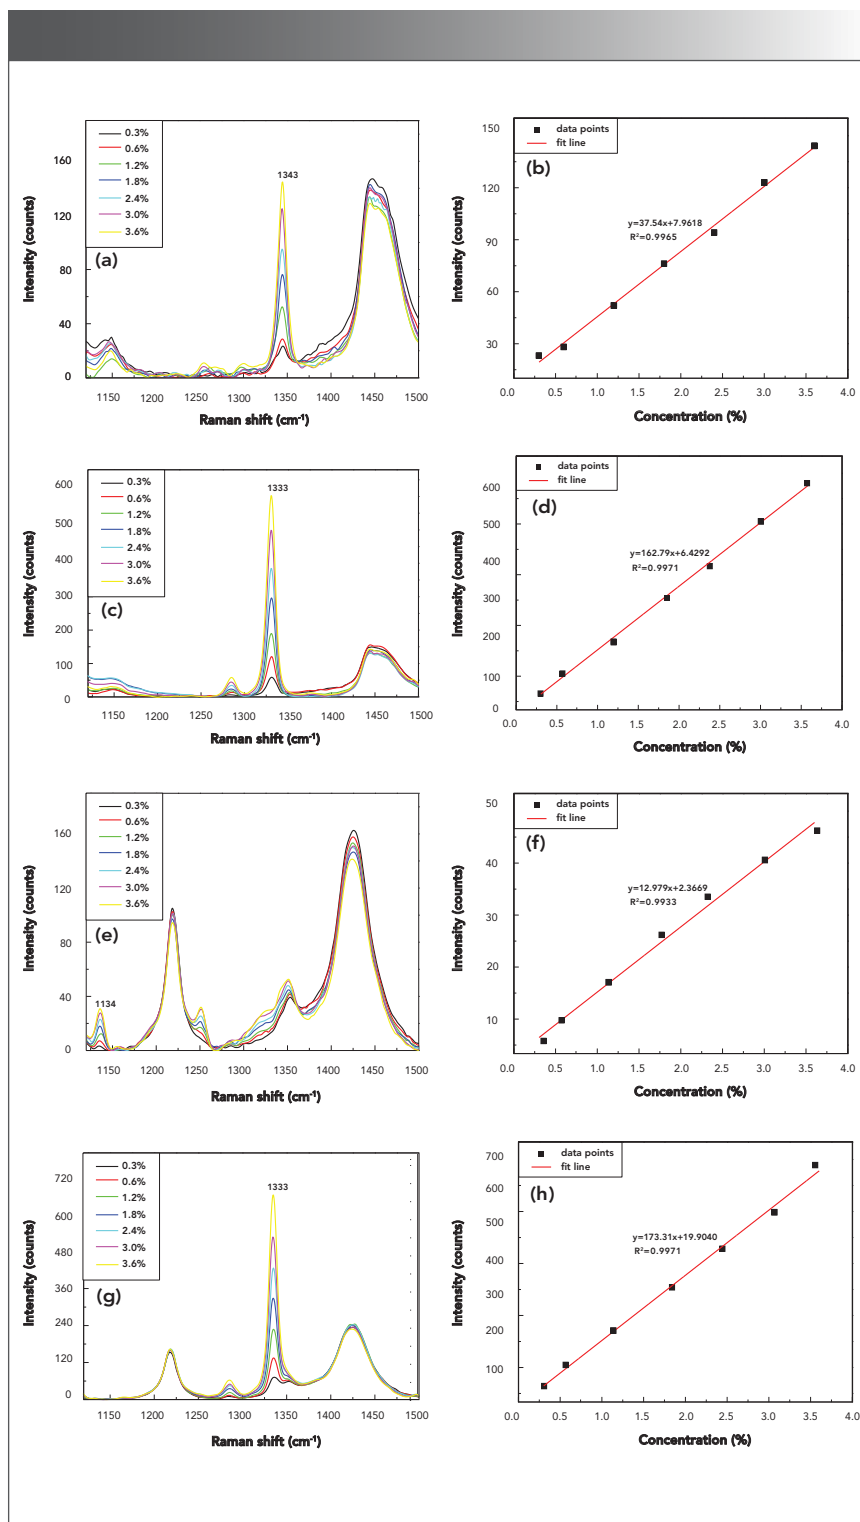 0.3%
0.6%
1.2%
1.8%
2.4%
3.0%
3.6%
(a)
1343
160
120
80
40
0
Intensity (counts)
1150 1200 1250 1300 1350 1400 1450 1500
Raman shift (cm⁻¹)
data points
fit line
(b)
y=37.54x+7.9618
R²=0.9965
150
120
90
60
30
Intensity (counts)
0.0 0.5 1.0 1.5 2.0 2.5 3.0 3.5 4.0
Concentration (%)
0.3%
0.6%
1.2%
1.8%
2.4%
3.0%
3.6%
(c)
1333
600
500
400
300
200
100
0
Intensity (counts)
1150 1200 1250 1300 1350 1400 1450 1500
Raman shift (cm⁻¹)
data points
fit line
(d)
y=162.79x+6.4292
R²=0.9971
600
500
400
300
200
100
0
Intensity (counts)
0.0 0.5 1.0 1.5 2.0 2.5 3.0 3.5 4.0
Concentration (%)
0.3%
0.6%
1.2%
1.8%
2.4%
3.0%
3.6%
(e)
1134
160
120
80
40
0
Intensity (counts)
1150 1200 1250 1300 1350 1400 1450 1500
Raman shift (cm⁻¹)
data points
fit line
(f)
y=12.979x+2.3669
R²=0.9933
50
40
30
20
10
Intensity (counts)
0.0 0.5 1.0 1.5 2.0 2.5 3.0 3.5 4.0
Concentration (%)
0.3%
0.6%
1.2%
1.8%
2.4%
3.0%
3.6%
(g)
1333
720
600
480
360
240
120
0
Intensity (counts)
1150 1200 1250 1300 1350 1400 1450 1500
Raman shift (cm⁻¹)
data points
fit line
(h)
y=173.31x+19.9040
R²=0.9971
700
600
500
400
300
200
100
Intensity (counts)
0.0 0.5 1.0 1.5 2.0 2.5 3.0 3.5 4.0
Concentration (%)